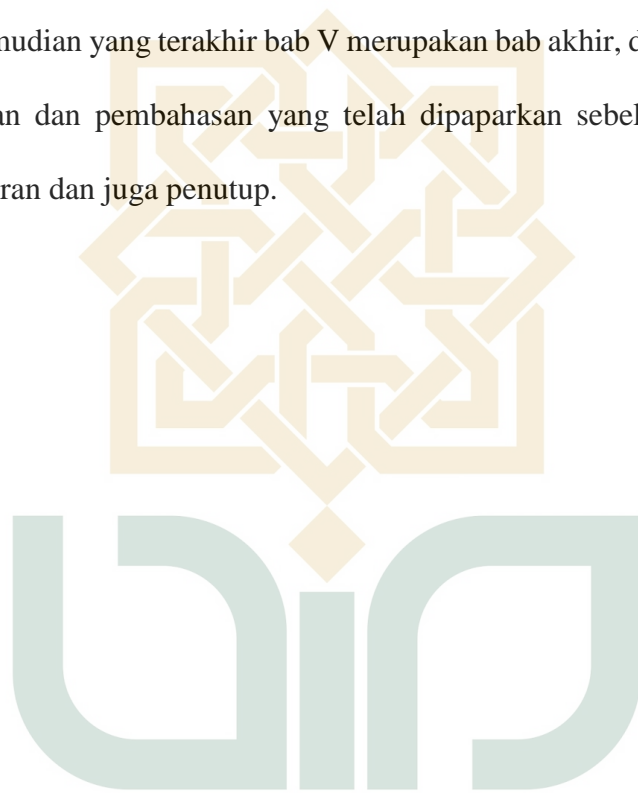 mudian yang terakhir bab V merupakan bab akhir, d
an dan pembahasan yang telah dipaparkan sebel
ran dan juga penutup.